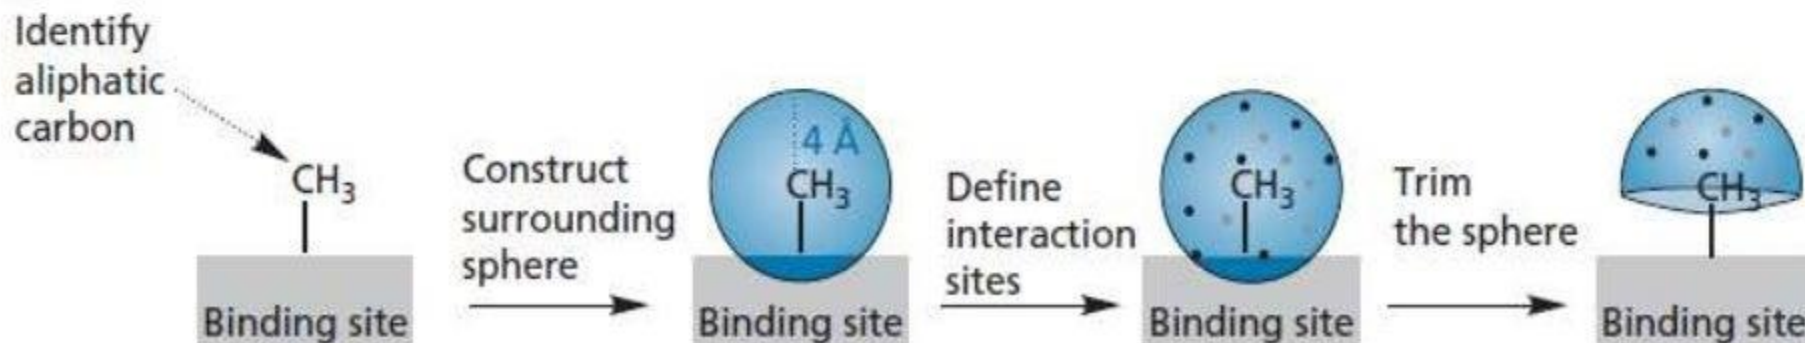 Identify
aliphatic
carbon
CH₃
Binding site
Construct
surrounding
sphere
4 Å
CH₃
Binding site
Define
interaction
sites
CH₃
Binding site
Trim
the sphere
CH₃
Binding site